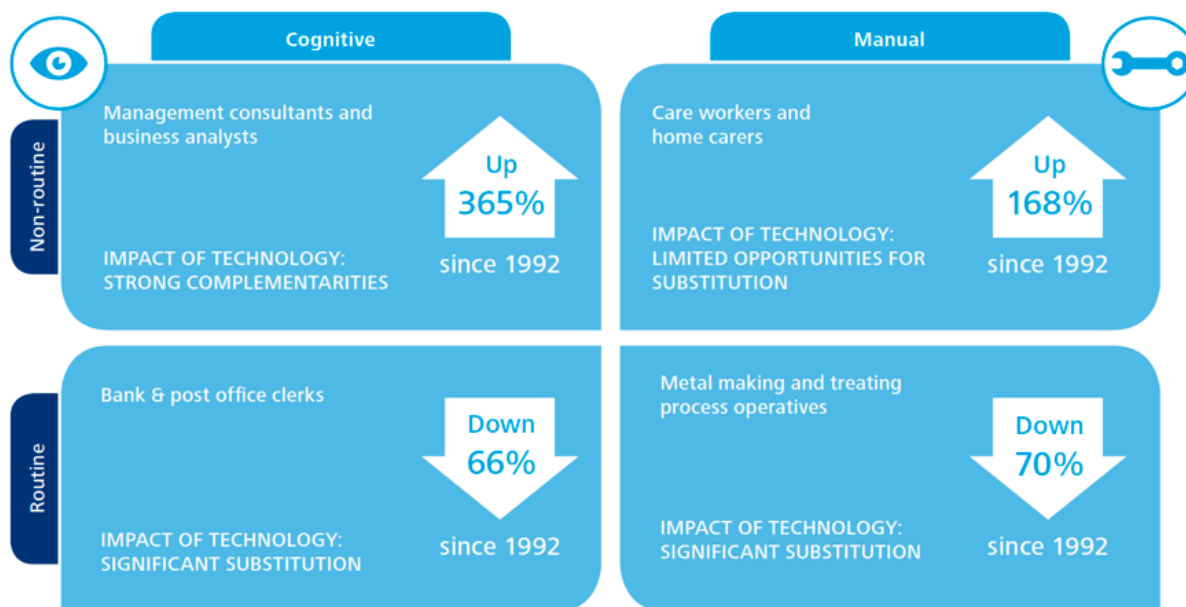 Cognitive
Manual
Non-routine
Management consultants and
business analysts
Up
365%
since 1992
IMPACT OF TECHNOLOGY:
STRONG COMPLEMENTARITIES
Care workers and
home carers
Up
168%
since 1992
IMPACT OF TECHNOLOGY:
LIMITED OPPORTUNITIES FOR
SUBSTITUTION
Routine
Bank & post office clerks
Down
66%
since 1992
IMPACT OF TECHNOLOGY:
SIGNIFICANT SUBSTITUTION
Metal making and treating
process operatives
Down
70%
since 1992
IMPACT OF TECHNOLOGY:
SIGNIFICANT SUBSTITUTION